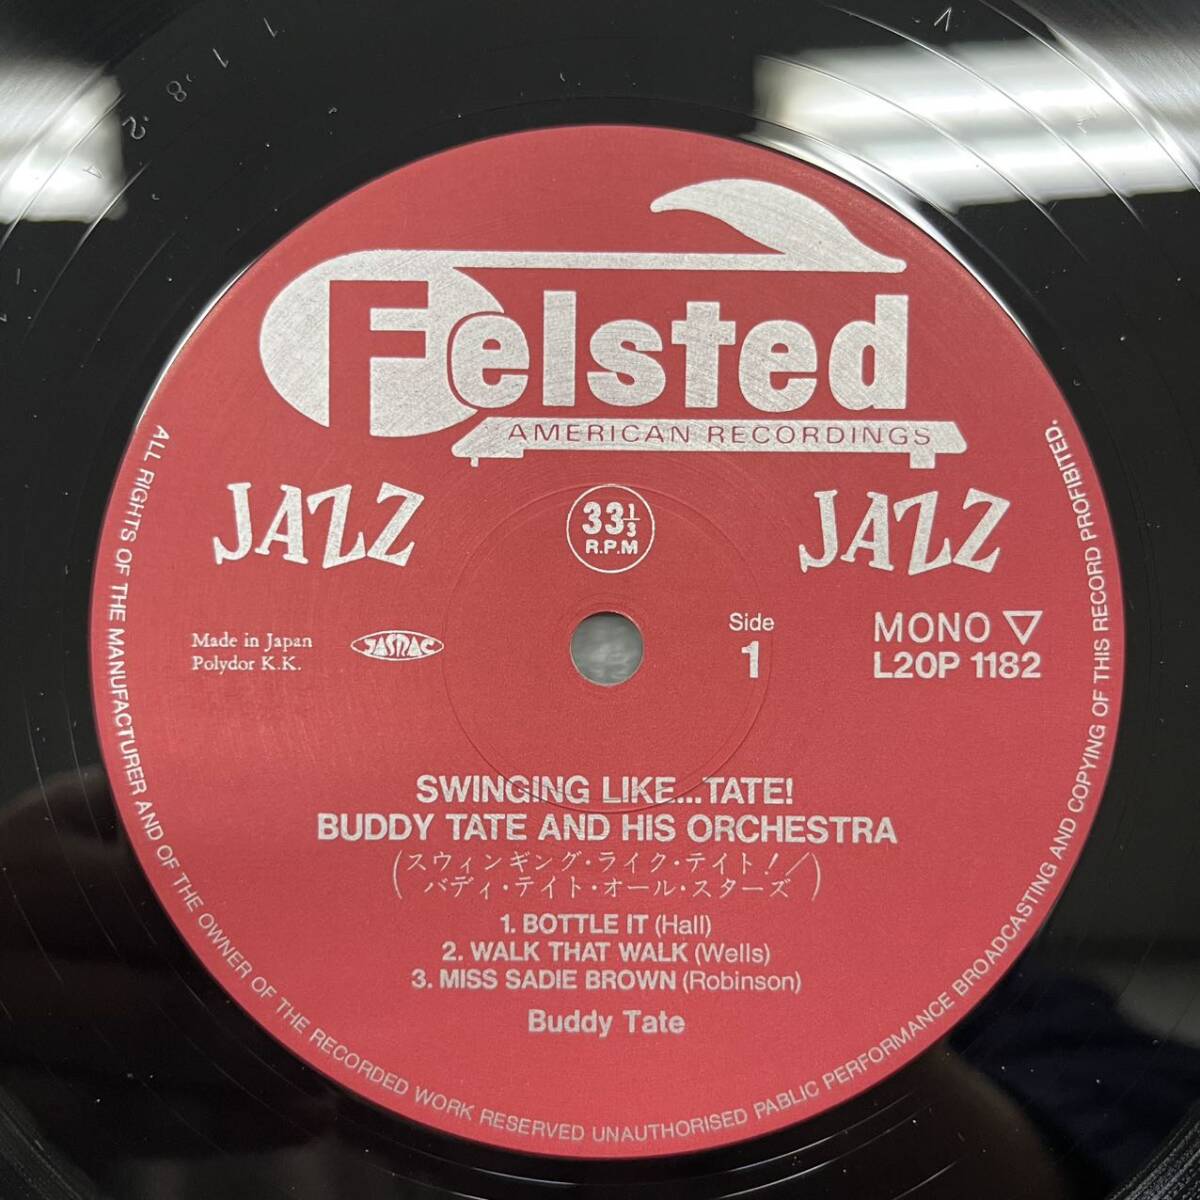 Felsted
AMERICAN RECORDINGS
JAZZ
JAZZ
33 1/3
R.P.M
Made in Japan
Polydor K.K.
JASRAC
Side
1
MONO ▽
L20P 1182
SWINGING LIKE...TATE!
BUDDY TATE AND HIS ORCHESTRA
(スウィンギング・ライク・テイト!/
バディ・テイト・オール・スターズ)
1. BOTTLE IT (Hall)
2. WALK THAT WALK (Wells)
3. MISS SADIE BROWN (Robinson)
Buddy Tate
ALL RIGHTS OF THE MANUFACTURER AND OF THE OWNER OF THE RECORDED WORK RESERVED UNAUTHORISED PABLIC PERFORMANCE BROADCASTING AND COPYING OF THIS RECORD PROFIBITED.